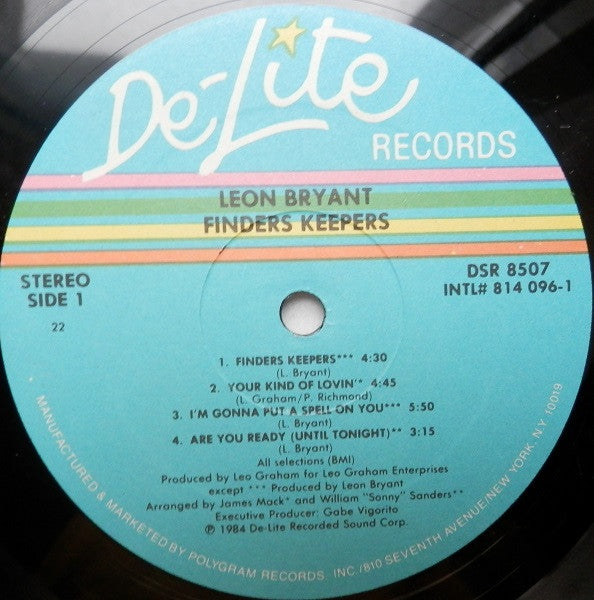 De-Lite
RECORDS
LEON BRYANT
FINDERS KEEPERS
STEREO
SIDE 1
DSR 8507
INTL# 814 096-1
22
1. FINDERS KEEPERS*** 4:30
(L. Bryant)
2. YOUR KIND OF LOVIN'* 4:45
(L. Graham/P. Richmond)
3. I'M GONNA PUT A SPELL ON YOU*** 5:50
(L. Bryant)
4. ARE YOU READY (UNTIL TONIGHT)** 3:15
(L. Bryant)
All selections (BMI)
Produced by Leo Graham for Leo Graham Enterprises
except *** Produced by Leon Bryant
Arranged by James Mack* and William "Sonny" Sanders**
Executive Producer: Gabe Vigorito
℗ 1984 De-Lite Recorded Sound Corp.
MANUFACTURED & MARKETED BY POLYGRAM RECORDS, INC./810 SEVENTH AVENUE/NEW YORK, N.Y. 10019